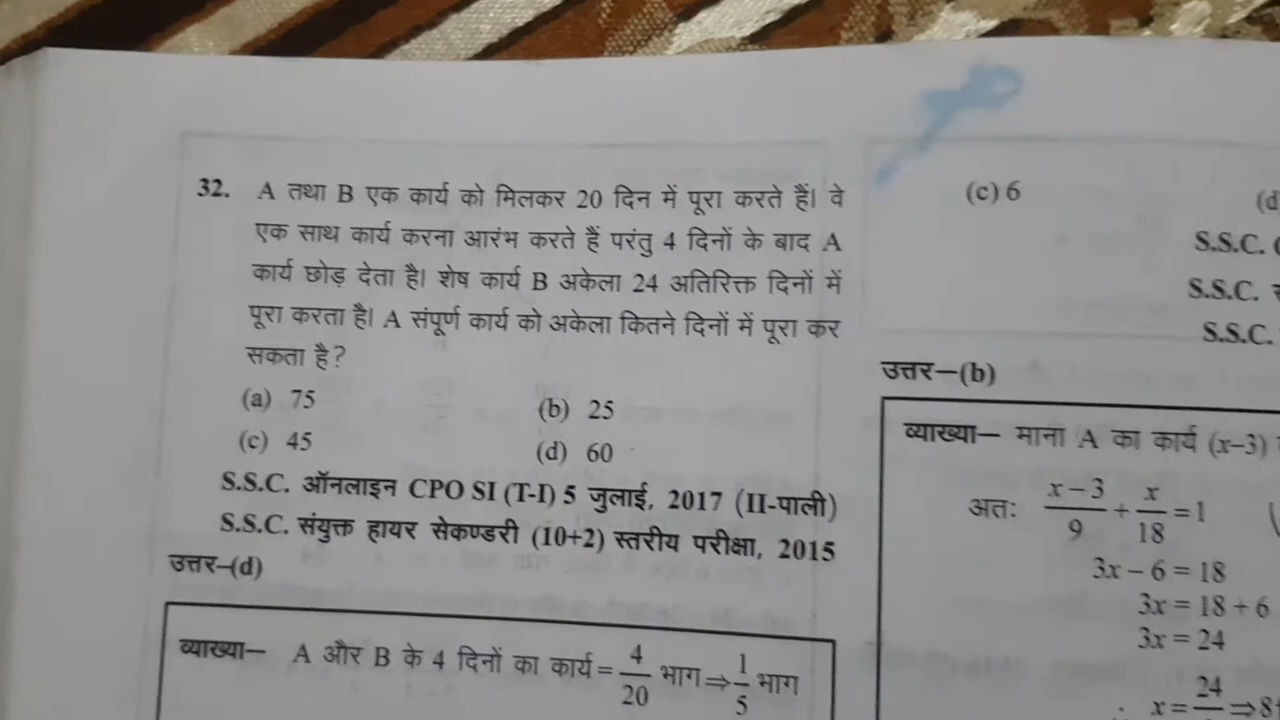 32. A तथा B एक कार्य को मिलकर 20 दिन में पूरा करते हैं। वे
एक साथ कार्य करना आरंभ करते हैं परंतु 4 दिनों के बाद A
कार्य छोड़ देता है। शेष कार्य B अकेला 24 अतिरिक्त दिनों में
पूरा करता है। A संपूर्ण कार्य को अकेला कितने दिनों में पूरा कर
सकता है?
(a) 75 (b) 25
(c) 45 (d) 60
S.S.C. ऑनलाइन CPO SI (T-I) 5 जुलाई, 2017 (II-पाली)
S.S.C. संयुक्त हायर सेकण्डरी (10+2) स्तरीय परीक्षा, 2015
उत्तर–(d)
व्याख्या– A और B के 4 दिनों का कार्य = 4/20 भाग ⇒ 1/5 भाग
(c) 6 (d
S.S.C.
S.S.C.
S.S.C.
उत्तर–(b)
व्याख्या– माना A का कार्य (x–3)
अतः x–3/9 + x/18 = 1
3x – 6 = 18
3x = 18 + 6
3x = 24
∴ x = 24/ ⇒ 8